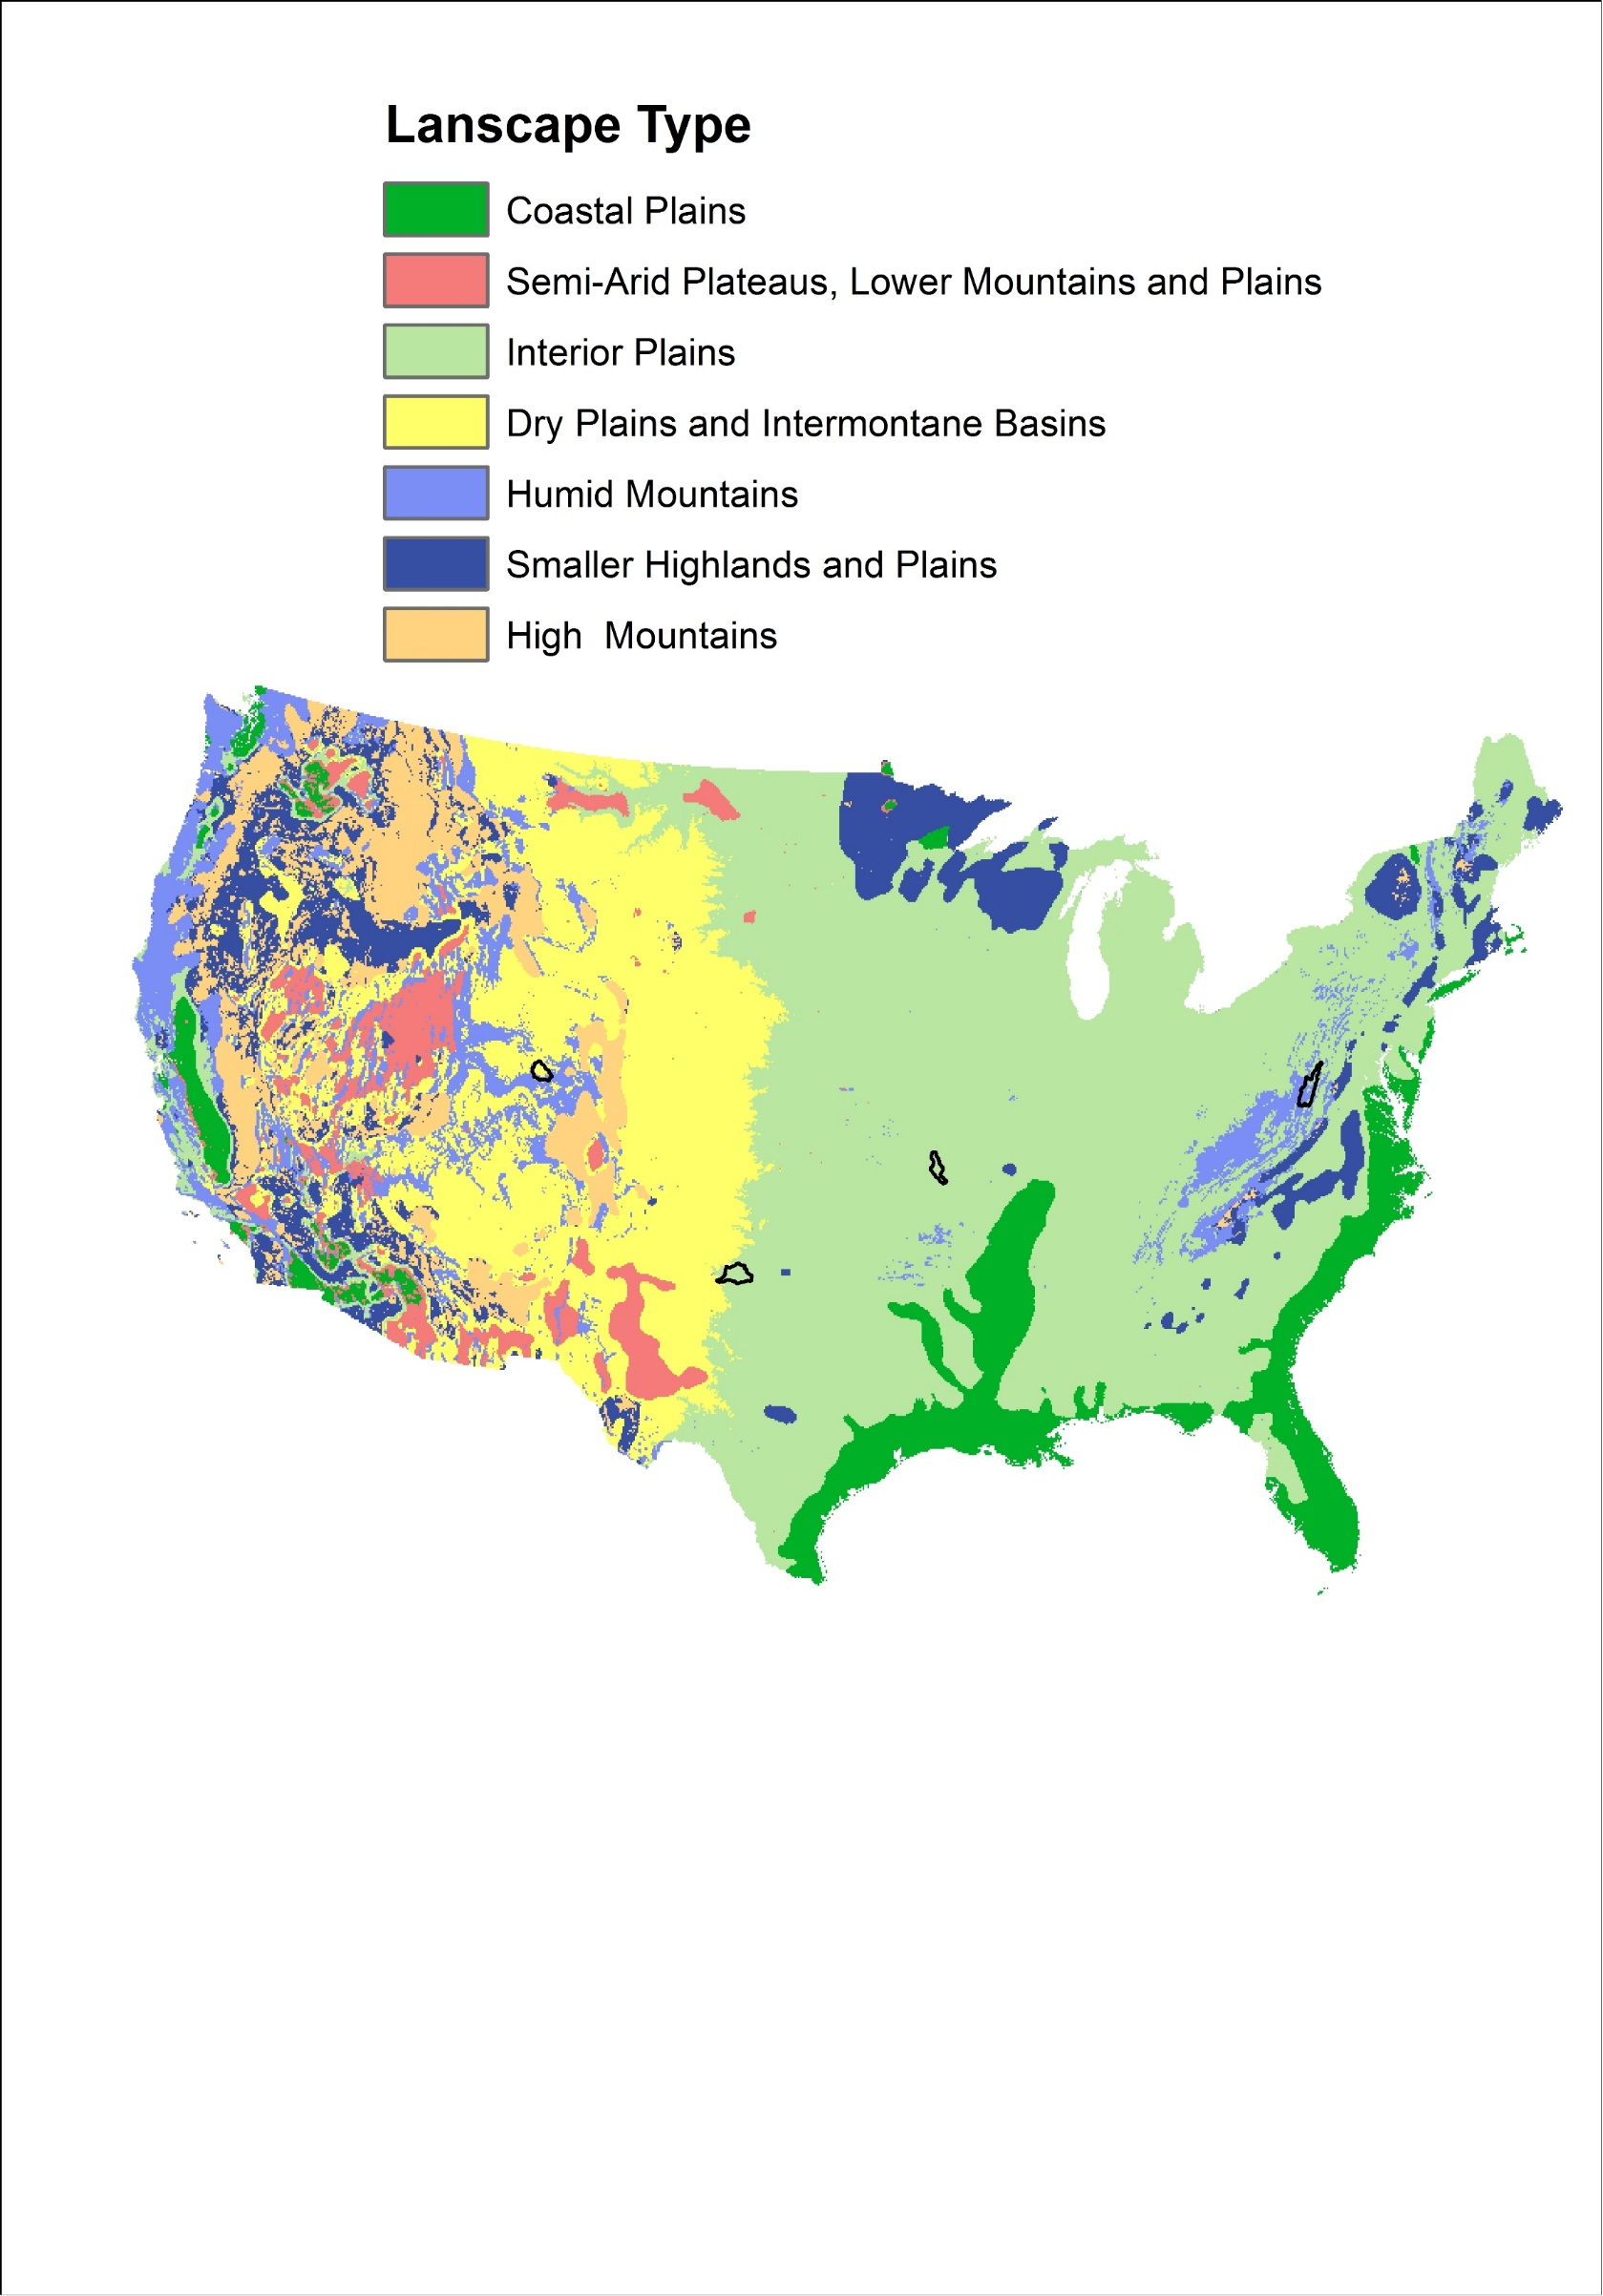 Lanscape Type
Coastal Plains
Semi-Arid Plateaus, Lower Mountains and Plains
Interior Plains
Dry Plains and Intermontane Basins
Humid Mountains
Smaller Highlands and Plains
High  Mountains